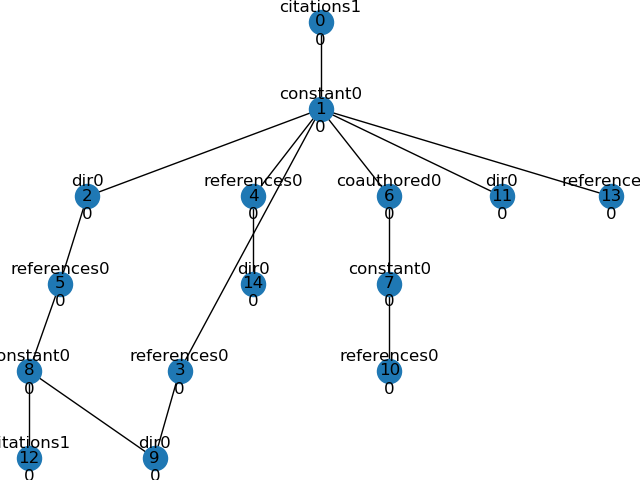 citations1
0
0
constant0
1
0
dir0 references0 coauthored0 dir0 reference
2 4 6 11 13
0 0 0 0 0
references0 dir0 constant0
5 14 7
0 0 0
onstant0 references0 references0
8 3 10
0 0 0
itations1 dir0
12 9
0 0